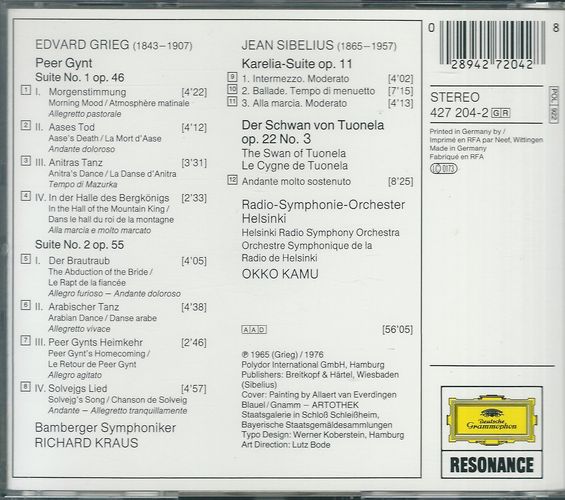 EDVARD GRIEG (1843–1907)
Peer Gynt
Suite No. 1 op. 46
1 I. Morgenstimmung [4'22]
Morning Mood / Atmosphère matinale
Allegretto pastorale
2 II. Aases Tod [4'12]
Aase's Death / La Mort d'Aase
Andante doloroso
3 III. Anitras Tanz [3'31]
Anitra's Dance / La Danse d'Anitra
Tempo di Mazurka
4 IV. In der Halle des Bergkönigs [2'33]
In the Hall of the Mountain King /
Dans le hall du roi de la montagne
Alla marcia e molto marcato
Suite No. 2 op. 55
5 I. Der Brautraub [4'05]
The Abduction of the Bride /
Le Rapt de la fiancée
Allegro furioso – Andante doloroso
6 II. Arabischer Tanz [4'38]
Arabian Dance / Danse arabe
Allegretto vivace
7 III. Peer Gynts Heimkehr [2'46]
Peer Gynt's Homecoming /
Le Retour de Peer Gynt
Allegro agitato
8 IV. Solvejgs Lied [4'57]
Solvejg's Song / Chanson de Solveig
Andante – Allegretto tranquillamente
Bamberger Symphoniker
RICHARD KRAUS
JEAN SIBELIUS (1865–1957)
Karelia-Suite op. 11
9 1. Intermezzo. Moderato [4'02]
10 2. Ballade. Tempo di menuetto [7'15]
11 3. Alla marcia. Moderato [4'13]
Der Schwan von Tuonela
op. 22 No. 3
The Swan of Tuonela
Le Cygne de Tuonela
12 Andante molto sostenuto [8'25]
Radio-Symphonie-Orchester
Helsinki
Helsinki Radio Symphony Orchestra
Orchestre Symphonique de la
Radio de Helsinki
OKKO KAMU
AAD [56'05]
℗ 1965 (Grieg) / 1976
Polydor International GmbH, Hamburg
Publishers: Breitkopf & Härtel, Wiesbaden
(Sibelius)
Cover: Painting by Allaert van Everdingen
Blauel / Gnamm – ARTOTHEK
Staatsgalerie in Schloß Schleißheim,
Bayerische Staatsgemäldesammlungen
Typo Design: Werner Koberstein, Hamburg
Art Direction: Lutz Bode
0 28942 72042 8
STEREO
427 204-2 GR
Printed in Germany by /
Imprimé en RFA par Neef, Wittingen
Made in Germany
Fabriqué en RFA
LC 0173
POL 922
Deutsche
Grammophon
RESONANCE